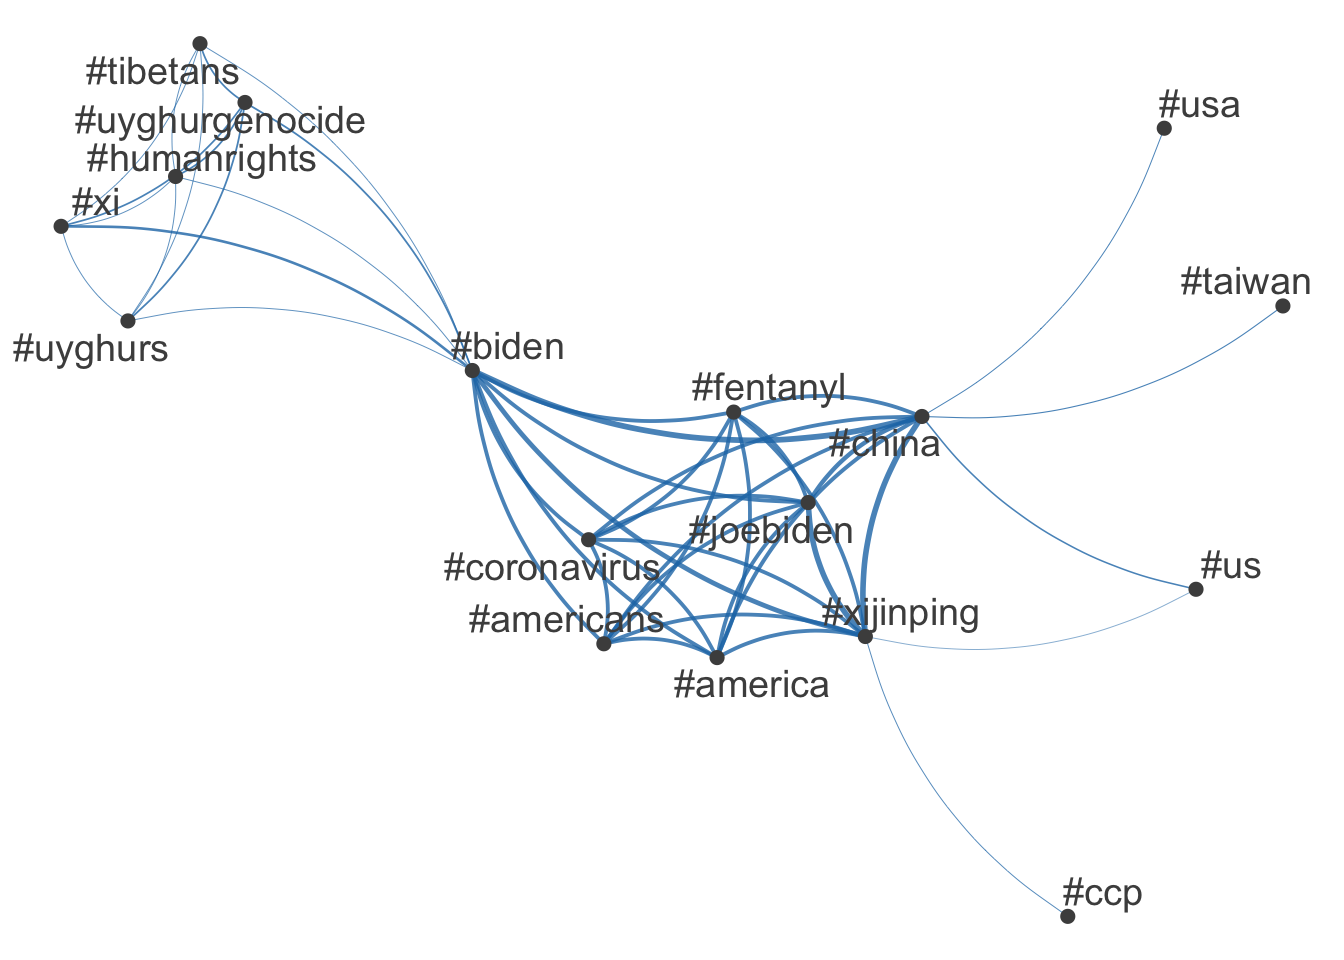 #tibetans
#usa
#uyghurgenocide
#humanrights
#xi
#taiwan
#uyghurs
#biden
#fentanyl
#china
#joebiden
#coronavirus
#us
#americans
#xijinping
#america
#ccp